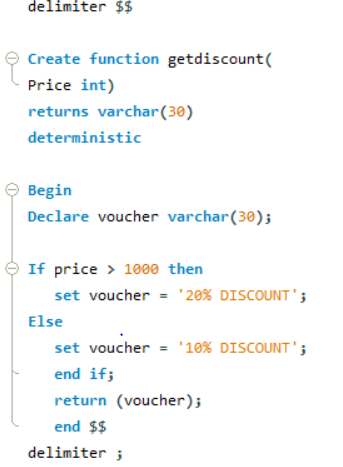 delimiter $$
Create function getdiscount(
Price int)
returns varchar(30)
deterministic
Begin
Declare voucher varchar(30);
If price > 1000 then
set voucher = '20% DISCOUNT';
Else
set voucher = '10% DISCOUNT';
end if;
return (voucher);
end $$
delimiter ;